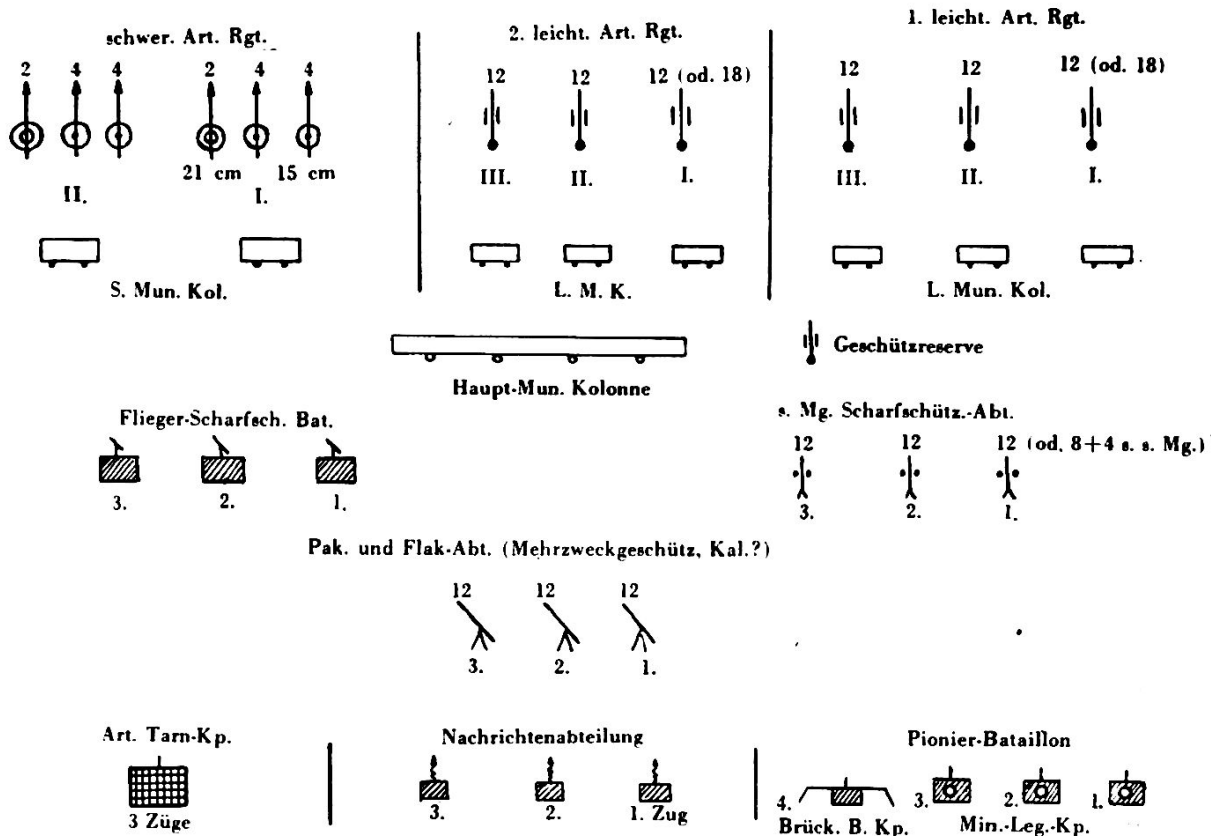 schwer. Art. Rgt.
2 4 4 2 4 4
21 cm 15 cm
II. I.
S. Mun. Kol.
2. leicht. Art. Rgt.
12 12 12 (od. 18)
III. II. I.
L. M. K.
1. leicht. Art. Rgt.
12 12 12 (od. 18)
III. II. I.
L. Mun. Kol.
Haupt-Mun. Kolonne
Geschützreserve
Flieger-Scharfsch. Bat.
3. 2. 1.
s. Mg. Scharfschütz.-Abt.
12 12 12 (od. 8+4 s. s. Mg.)
3. 2. 1.
Pak. und Flak-Abt. (Mehrzweckgeschütz, Kal.?)
12 12 12
3. 2. 1.
Art. Tarn-Kp.
3 Züge
Nachrichtenabteilung
3. 2. 1. Zug
Pionier-Bataillon
4. 3. 2. 1.
Brück. B. Kp. Min.-Leg.-Kp.